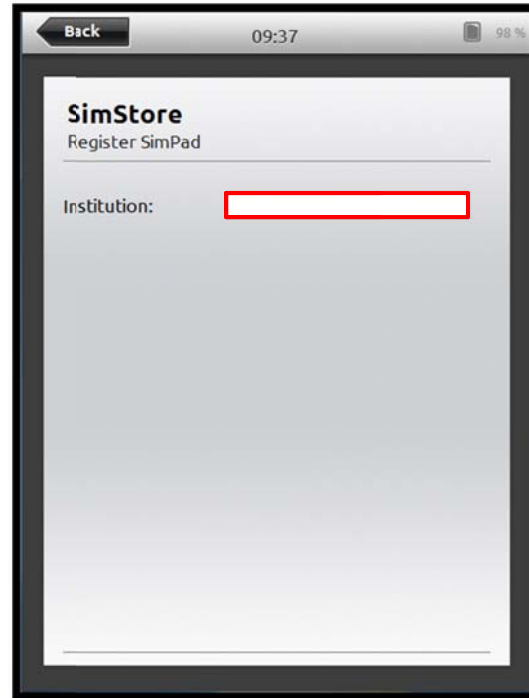 Back
09:37
98 %
SimStore
Register SimPad
Institution: